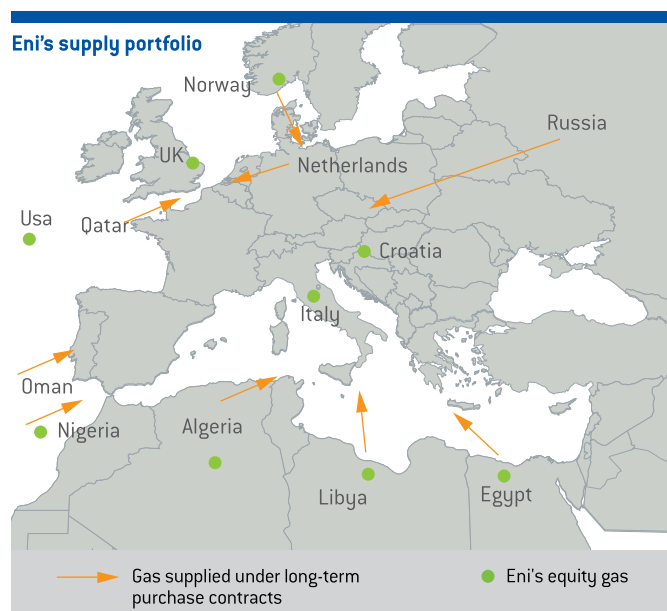 Eni's supply portfolio
Norway
Russia
UK
Netherlands
Usa
Qatar
Croatia
Italy
Oman
Nigeria
Algeria
Libya
Egypt
Gas supplied under long-term
purchase contracts
Eni's equity gas